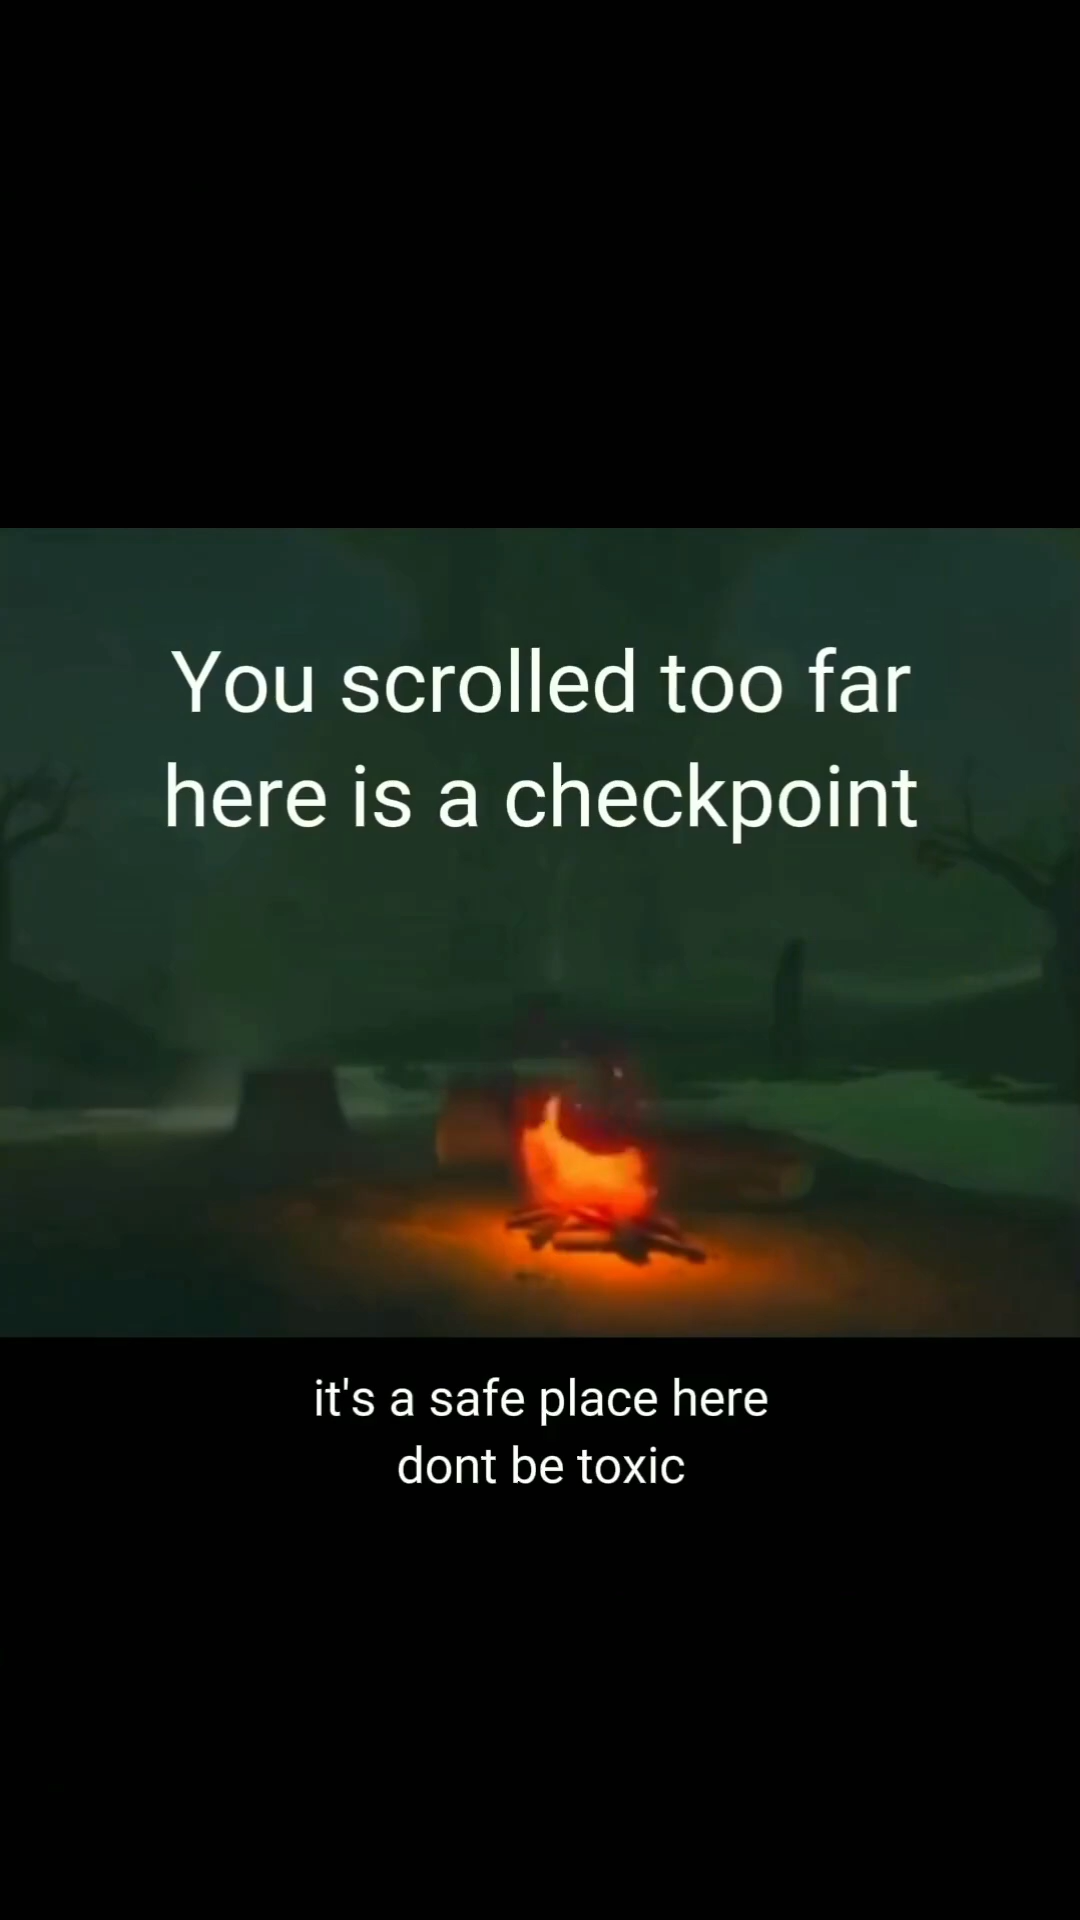 You scrolled too far
here is a checkpoint
it's a safe place here
dont be toxic